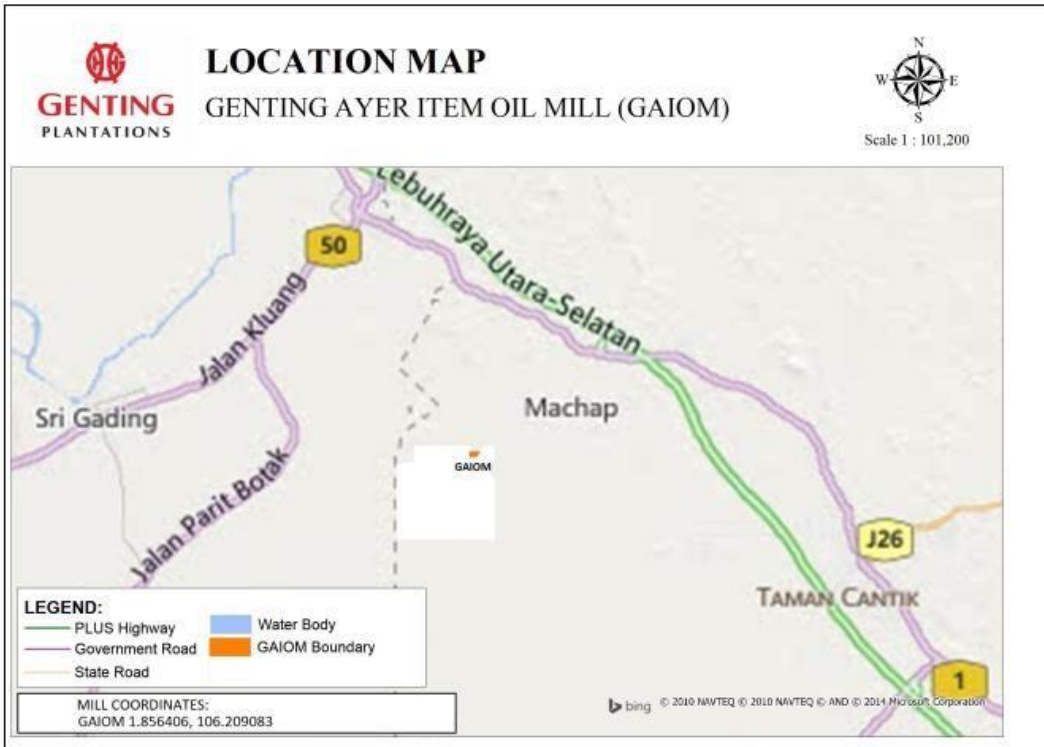 GENTING
PLANTATIONS
LOCATION MAP
GENTING AYER ITEM OIL MILL (GAIOM)
N
W E
S
Scale 1 : 101,200
Lebuhraya Utara-Selatan
50
Jalan Kluang
Sri Gading
Machap
GAIOM
Jalan Parit Botak
J26
TAMAN CANTIK
1
LEGEND:
PLUS Highway
Water Body
Government Road
GAIOM Boundary
State Road
MILL COORDINATES:
GAIOM 1.856406, 106.209083
bing © 2010 NAVTEQ © 2010 NAVTEQ © AND © 2014 Microsoft Corporation